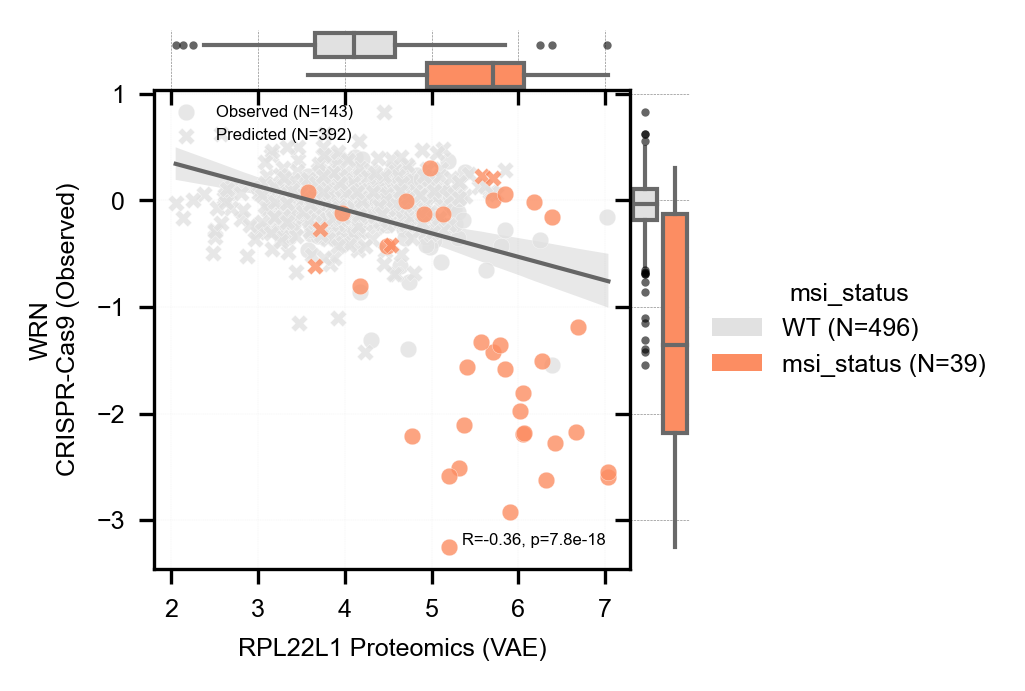 1
0
−1
−2
−3
WRN
CRISPR-Cas9 (Observed)
Observed (N=143)
Predicted (N=392)
R=-0.36, p=7.8e-18
2 3 4 5 6 7
RPL22L1 Proteomics (VAE)
msi_status
WT (N=496)
msi_status (N=39)